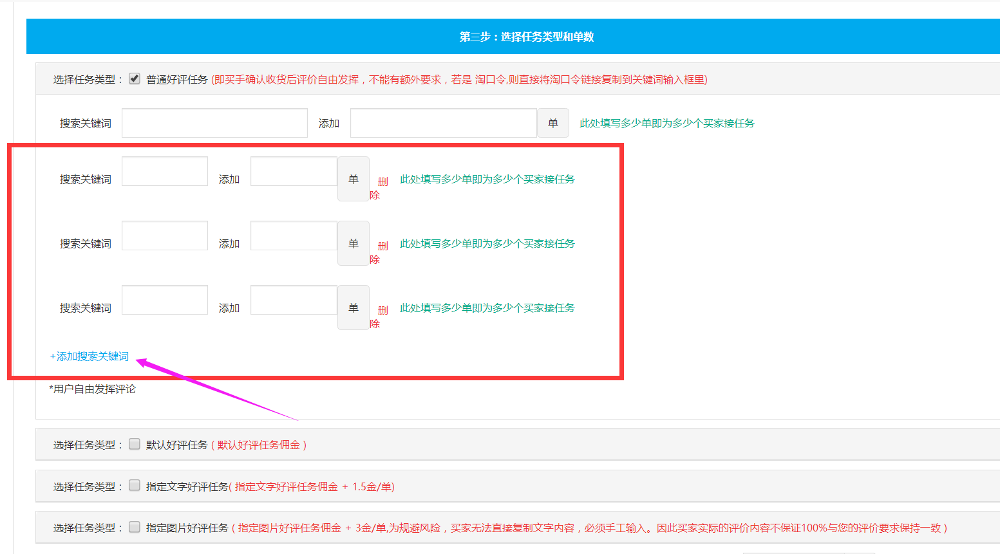 第三步：选择任务类型和单数
选择任务类型： 普通好评任务 (即买手确认收货后评价自由发挥，不能有额外要求，若是 淘口令,则直接将淘口令链接复制到关键词输入框里)
搜索关键词 添加 单 此处填写多少单即为多少个买家接任务
搜索关键词 添加 单 删除 此处填写多少单即为多少个买家接任务
搜索关键词 添加 单 删除 此处填写多少单即为多少个买家接任务
搜索关键词 添加 单 删除 此处填写多少单即为多少个买家接任务
+添加搜索关键词
*用户自由发挥评论
选择任务类型： 默认好评任务 ( 默认好评任务佣金 )
选择任务类型： 指定文字好评任务( 指定文字好评任务佣金 + 1.5金/单)
选择任务类型： 指定图片好评任务 ( 指定图片好评任务佣金 + 3金/单,为规避风险，买家无法直接复制文字内容，必须手工输入。因此买家实际的评价内容不保证100%与您的评价要求保持一致 )